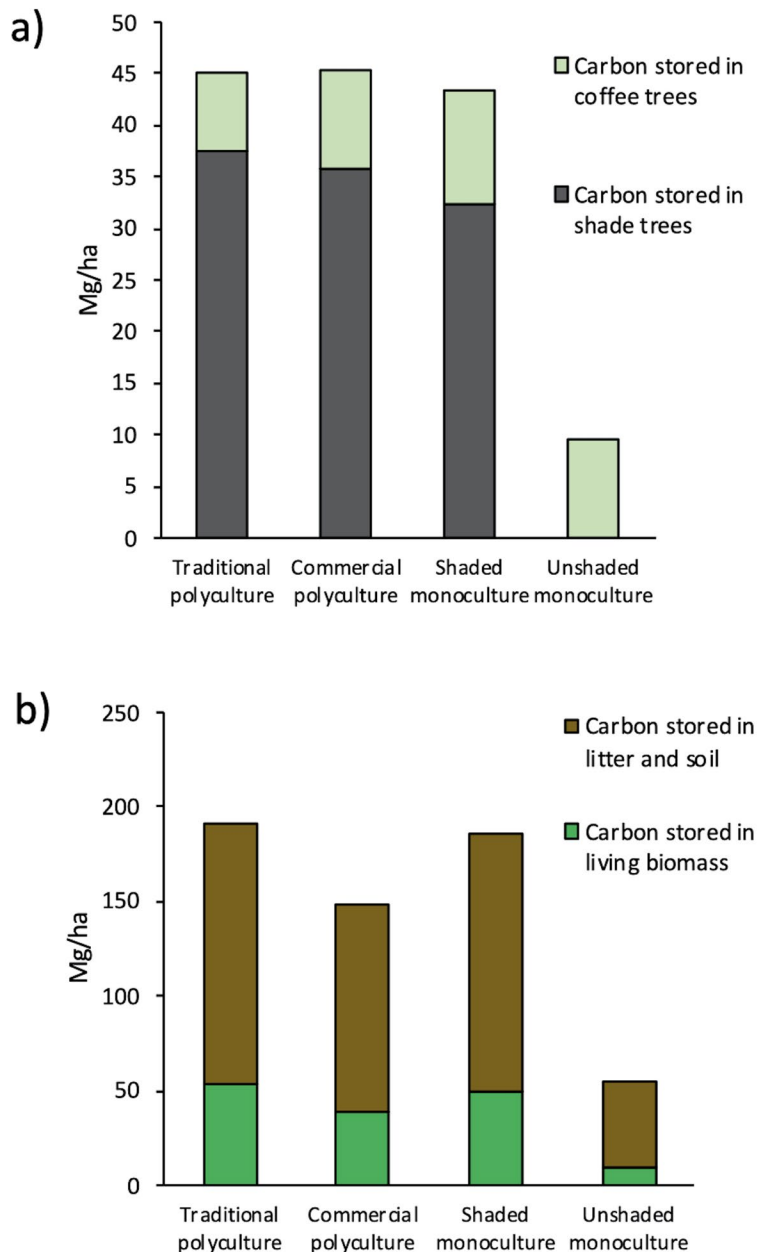 a)
50
45
40
35
30
25
20
15
10
5
0
Mg/ha
Carbon stored in
coffee trees
Carbon stored in
shade trees
Traditional
polyculture
Commercial
polyculture
Shaded
monoculture
Unshaded
monoculture
b)
250
200
150
100
50
0
Mg/ha
Carbon stored in
litter and soil
Carbon stored in
living biomass
Traditional
polyculture
Commercial
polyculture
Shaded
monoculture
Unshaded
monoculture